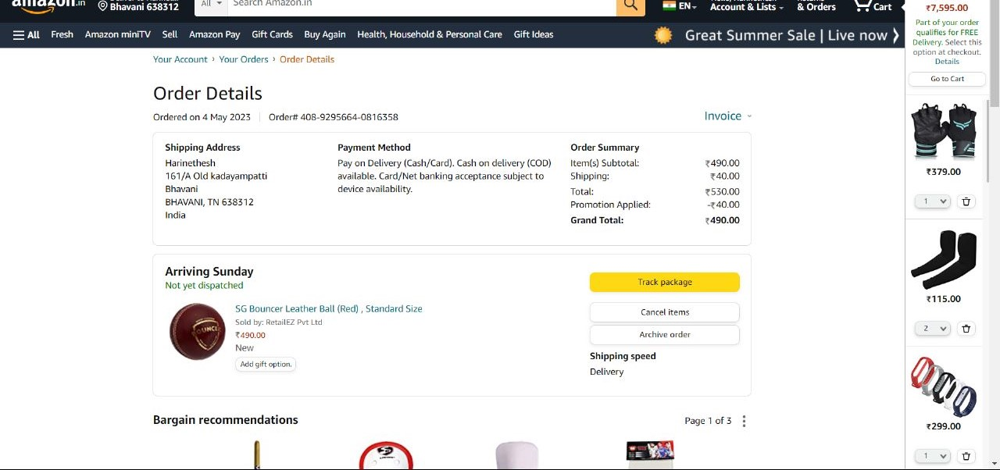 amazon.in
Bhavani 638312
All
Search Amazon.in
EN
Account & Lists
& Orders
Cart
All
Fresh
Amazon miniTV
Sell
Amazon Pay
Gift Cards
Buy Again
Health, Household & Personal Care
Gift Ideas
Great Summer Sale | Live now
Your Account › Your Orders › Order Details
Order Details
Ordered on 4 May 2023
Order# 408-9295664-0816358
Invoice
Shipping Address
Harinethesh
161/A Old kadayampatti
Bhavani
BHAVANI, TN 638312
India
Payment Method
Pay on Delivery (Cash/Card). Cash on delivery (COD)
available. Card/Net banking acceptance subject to
device availability.
Order Summary
Item(s) Subtotal: ₹490.00
Shipping: ₹40.00
Total: ₹530.00
Promotion Applied: -₹40.00
Grand Total: ₹490.00
Arriving Sunday
Not yet dispatched
SG Bouncer Leather Ball (Red) , Standard Size
Sold by: RetailEZ Pvt Ltd
₹490.00
New
Add gift option.
Track package
Cancel items
Archive order
Shipping speed
Delivery
Bargain recommendations
Page 1 of 3
₹7,595.00
Part of your order
qualifies for FREE
Delivery. Select this
option at checkout.
Details
Go to Cart
₹379.00
1
₹115.00
2
₹299.00
1